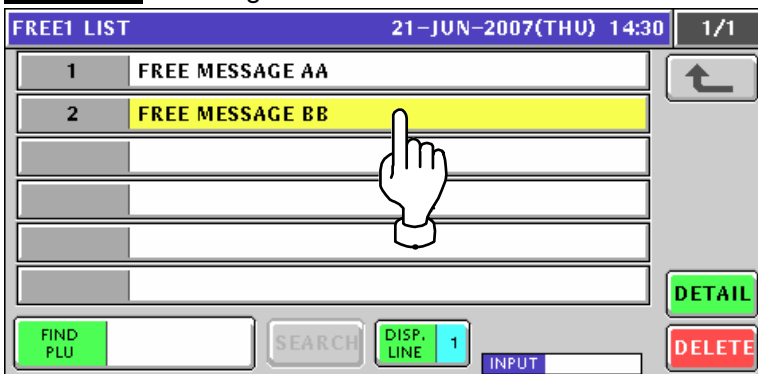 FREE1 LIST 21-JUN-2007(THU) 14:30 1/1
1 FREE MESSAGE AA
2 FREE MESSAGE BB
DETAIL
FIND PLU SEARCH DISP. LINE 1 INPUT DELETE